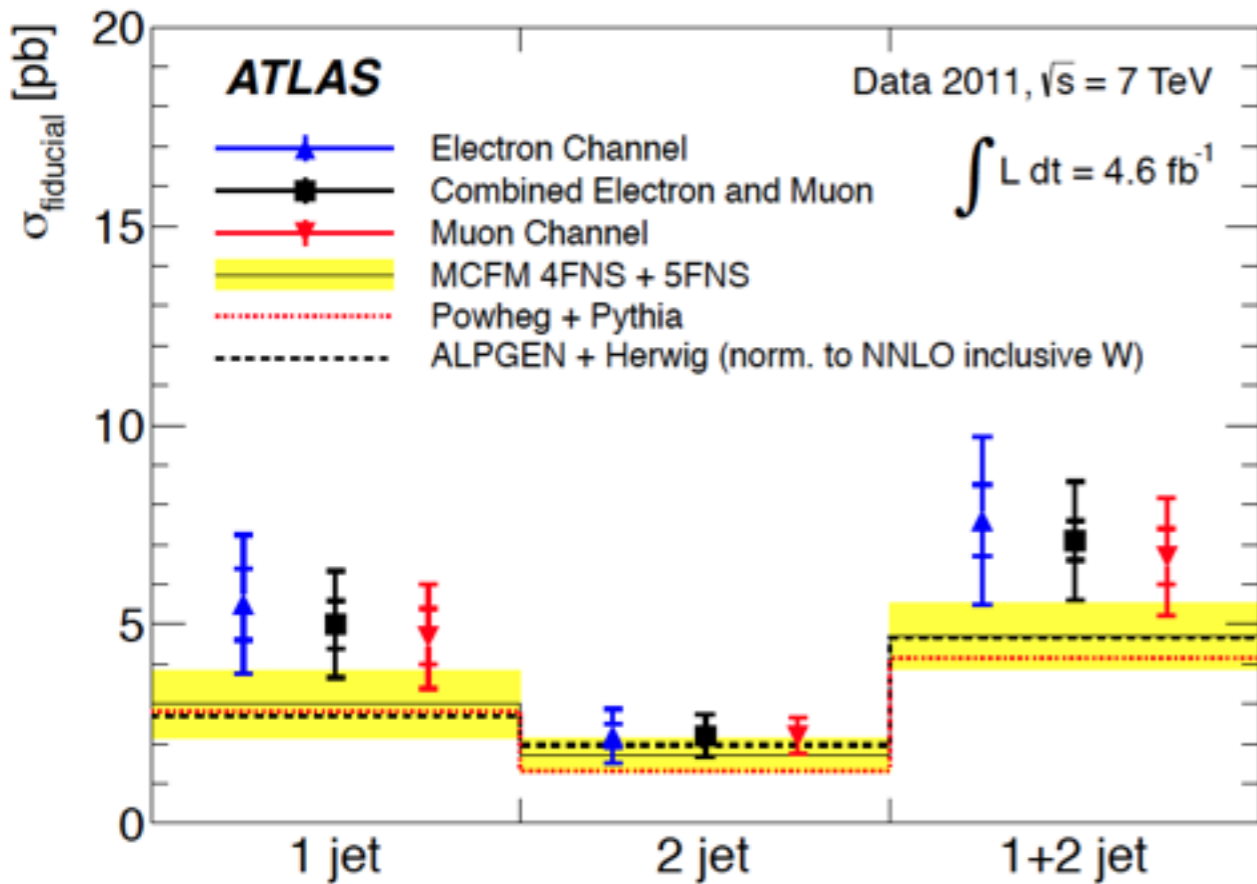 20
σfiducial [pb]
ATLAS
Data 2011, √s = 7 TeV
Electron Channel
∫ L dt = 4.6 fb⁻¹
Combined Electron and Muon
15
Muon Channel
MCFM 4FNS + 5FNS
Powheg + Pythia
ALPGEN + Herwig (norm. to NNLO inclusive W)
10
5
0
1 jet 2 jet 1+2 jet